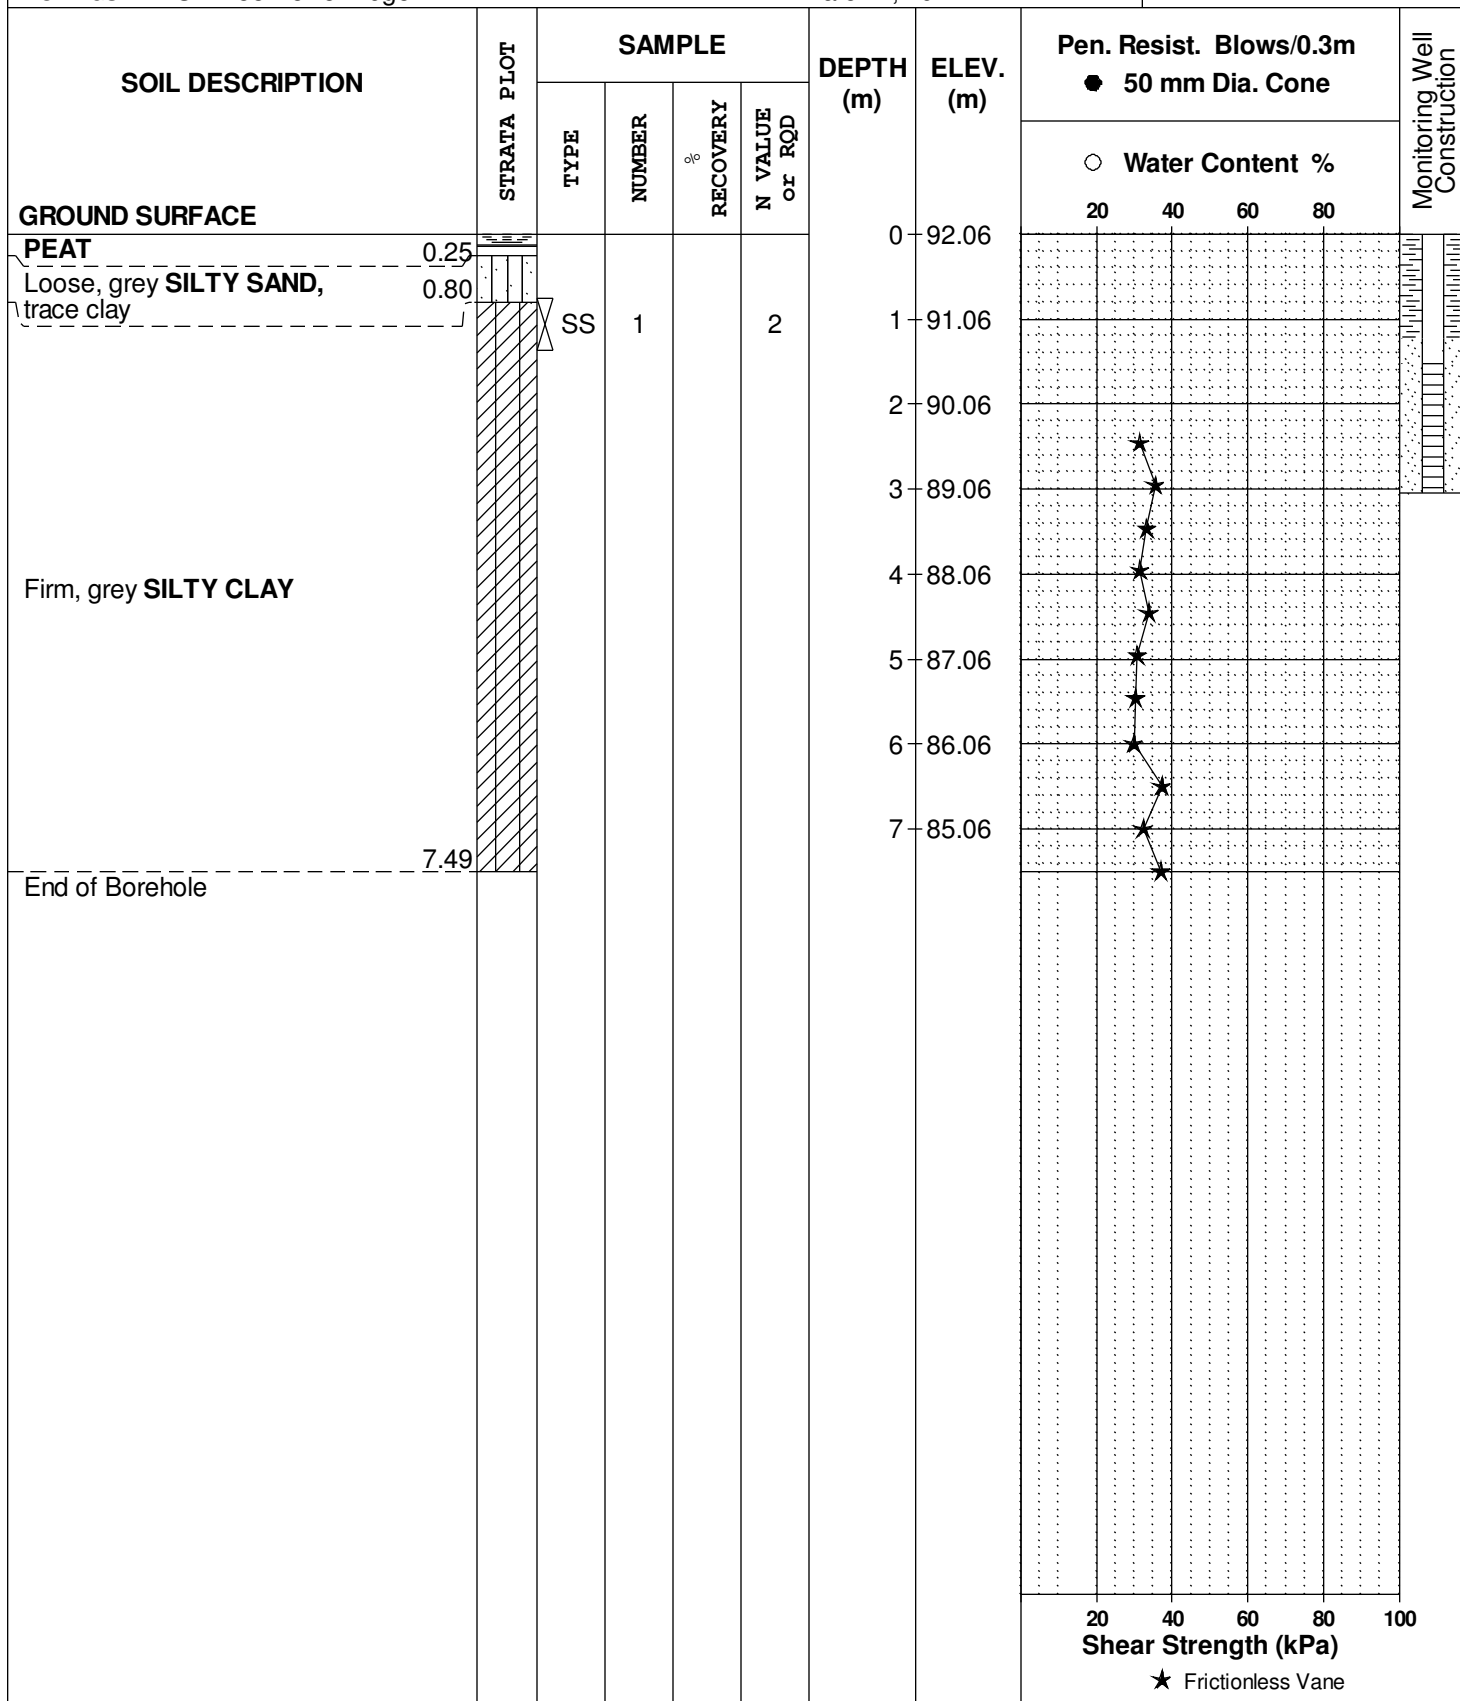 SOIL DESCRIPTION
GROUND SURFACE
STRATA PLOT
SAMPLE
TYPE
NUMBER
% RECOVERY
N VALUE or RQD
DEPTH (m)
ELEV. (m)
Pen. Resist. Blows/0.3m
● 50 mm Dia. Cone
○ Water Content %
20 40 60 80
Monitoring Well Construction
0 92.06
PEAT 0.25
Loose, grey SILTY SAND, 0.80
trace clay
SS 1 2
1 91.06
2 90.06
3 89.06
Firm, grey SILTY CLAY
4 88.06
5 87.06
6 86.06
7 85.06
7.49
End of Borehole
20 40 60 80 100
Shear Strength (kPa)
★ Frictionless Vane